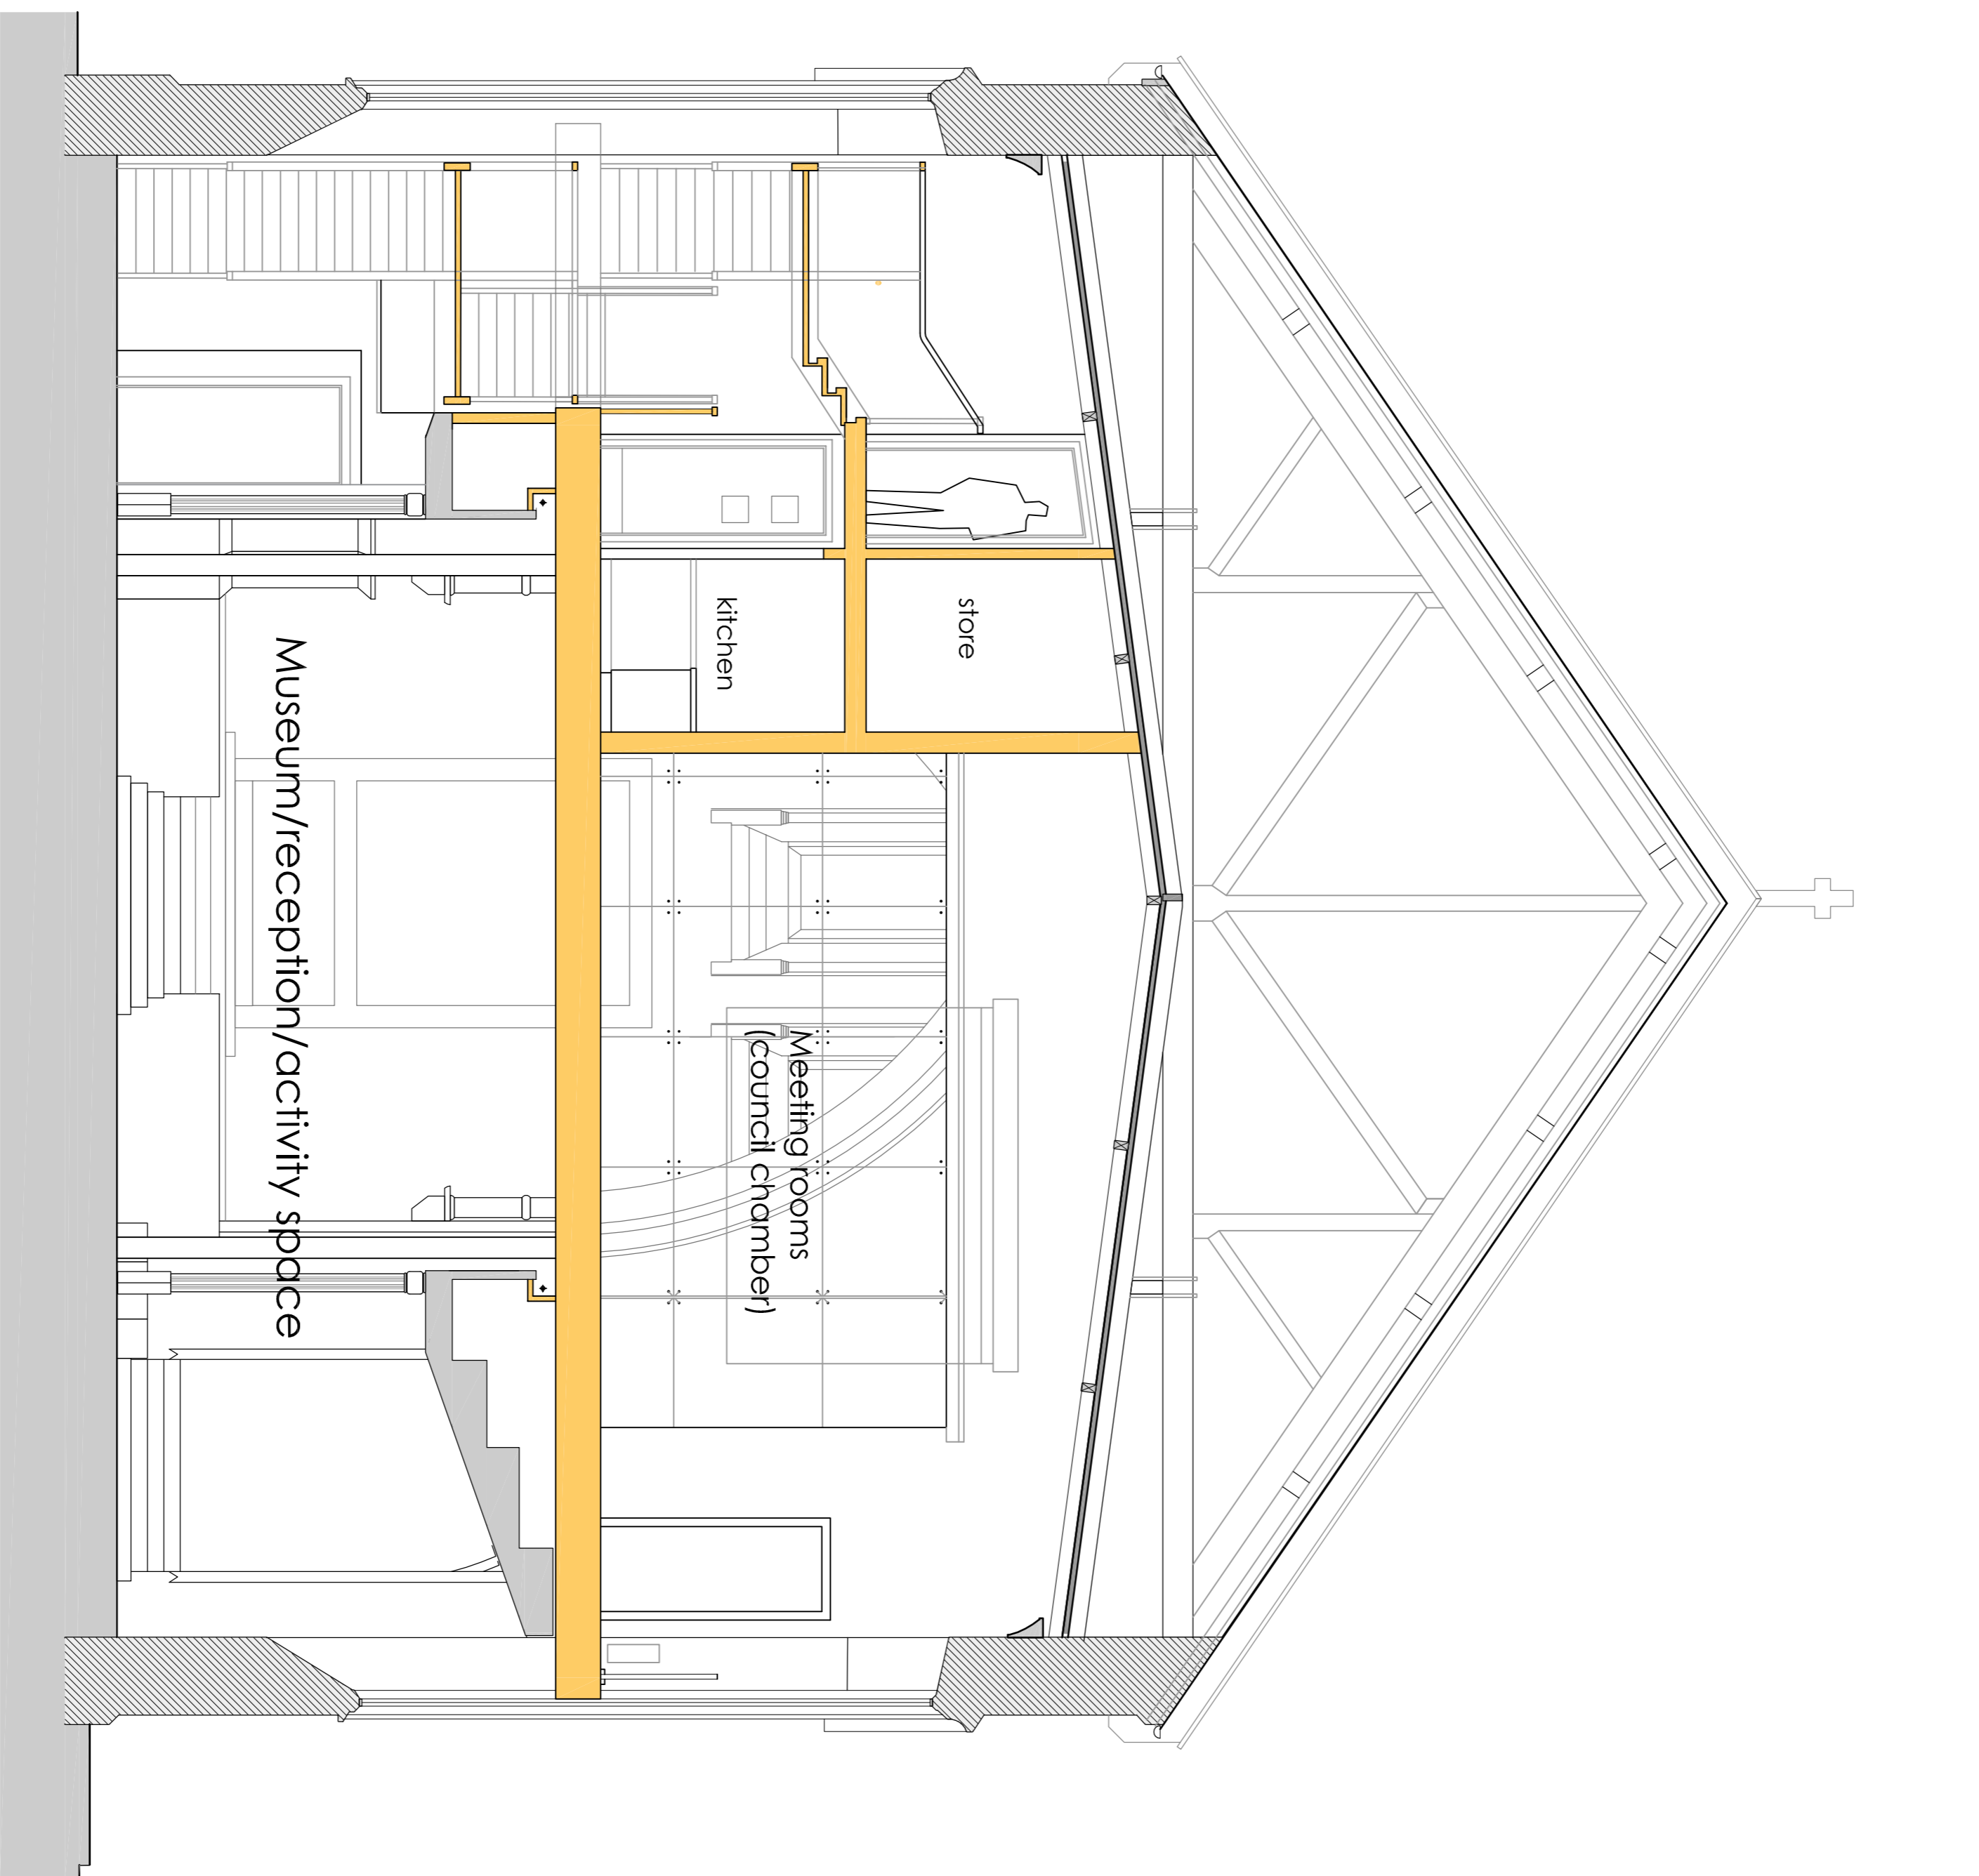 store
kitchen
Meeting rooms
(council chamber)
Museum/reception/activity space